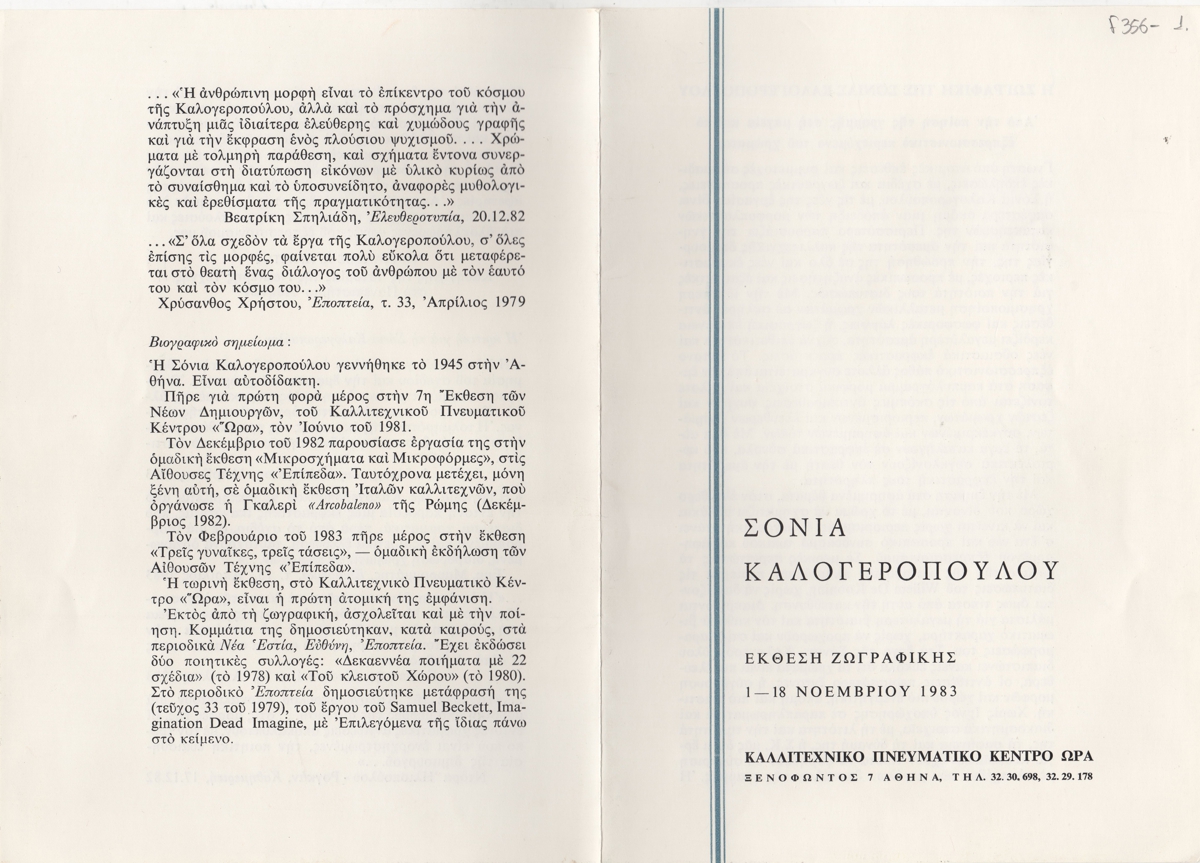 ...«Ἡ ἀνθρώπινη μορφὴ εἶναι τὸ ἐπίκεντρο τοῦ κόσμου
τῆς Καλογεροπούλου, ἀλλὰ καὶ τὸ πρόσχημα γιὰ τὴν ἀ-
νάπτυξη μιᾶς ἰδιαίτερα ἐλεύθερης καὶ χυμώδους γραφῆς
καὶ γιὰ τὴν ἔκφραση ἑνὸς πλούσιου ψυχισμοῦ.... Χρώ-
ματα μὲ τολμηρὴ παράθεση, καὶ σχήματα ἔντονα συνερ-
γάζονται στὴ διατύπωση εἰκόνων μὲ ὑλικὸ κυρίως ἀπὸ
τὸ συναίσθημα καὶ τὸ ὑποσυνείδητο, ἀναφορὲς μυθολογι-
κὲς καὶ ἐρεθίσματα τῆς πραγματικότητας...»
Βεατρίκη Σπηλιάδη, Ἐλευθεροτυπία, 20.12.82
...«Σ' ὅλα σχεδὸν τὰ ἔργα τῆς Καλογεροπούλου, σ' ὅλες
ἐπίσης τὶς μορφές, φαίνεται πολὺ εὔκολα ὅτι μεταφέρε-
ται στὸ θεατὴ ἕνας διάλογος τοῦ ἀνθρώπου μὲ τὸν ἑαυτό
του καὶ τὸν κόσμο του...»
Χρύσανθος Χρήστου, Ἐποπτεία, τ. 33, Ἀπρίλιος 1979
Βιογραφικὸ σημείωμα :
Ἡ Σόνια Καλογεροπούλου γεννήθηκε τὸ 1945 στὴν Ἀ-
θήνα. Εἶναι αὐτοδίδακτη.
Πῆρε γιὰ πρώτη φορὰ μέρος στὴν 7η Ἔκθεση τῶν
Νέων Δημιουργῶν, τοῦ Καλλιτεχνικοῦ Πνευματικοῦ
Κέντρου «Ὥρα», τὸν Ἰούνιο τοῦ 1981.
Τὸν Δεκέμβριο τοῦ 1982 παρουσίασε ἐργασία της στὴν
ὁμαδικὴ ἔκθεση «Μικροσχήματα καὶ Μικροφόρμες», στὶς
Αἴθουσες Τέχνης «Ἐπίπεδα». Ταυτόχρονα μετέχει, μόνη
ξένη αὐτή, σὲ ὁμαδικὴ ἔκθεση Ἰταλῶν καλλιτεχνῶν, ποὺ
ὀργάνωσε ἡ Γκαλερὶ «Arcobaleno» τῆς Ρώμης (Δεκέμ-
βριος 1982).
Τὸν Φεβρουάριο τοῦ 1983 πῆρε μέρος στὴν ἔκθεση
«Τρεῖς γυναῖκες, τρεῖς τάσεις», — ὁμαδικὴ ἐκδήλωση τῶν
Αἰθουσῶν Τέχνης «Ἐπίπεδα».
Ἡ τωρινὴ ἔκθεση, στὸ Καλλιτεχνικὸ Πνευματικὸ Κέν-
τρο «Ὥρα», εἶναι ἡ πρώτη ἀτομική της ἐμφάνιση.
Ἐκτὸς ἀπὸ τὴ ζωγραφική, ἀσχολεῖται καὶ μὲ τὴν ποί-
ηση. Κομμάτια της δημοσιεύτηκαν, κατὰ καιρούς, στὰ
περιοδικὰ Νέα Ἑστία, Εὐθύνη, Ἐποπτεία. Ἔχει ἐκδώσει
δύο ποιητικὲς συλλογές: «Δεκαεννέα ποιήματα μὲ 22
σχέδια» (τὸ 1978) καὶ «Τοῦ κλειστοῦ Χώρου» (τὸ 1980).
Στὸ περιοδικὸ Ἐποπτεία δημοσιεύτηκε μετάφρασή της
(τεῦχος 33 τοῦ 1979), τοῦ ἔργου τοῦ Samuel Beckett, Ima-
gination Dead Imagine, μὲ Ἐπιλεγόμενα τῆς ἴδιας πάνω
στὸ κείμενο.
ΣΟΝΙΑ
ΚΑΛΟΓΕΡΟΠΟΥΛΟΥ
ΕΚΘΕΣΗ ΖΩΓΡΑΦΙΚΗΣ
1—18 ΝΟΕΜΒΡΙΟΥ 1983
ΚΑΛΛΙΤΕΧΝΙΚΟ ΠΝΕΥΜΑΤΙΚΟ ΚΕΝΤΡΟ ΩΡΑ
ΞΕΝΟΦΩΝΤΟΣ 7 ΑΘΗΝΑ, ΤΗΛ. 32.30.698, 32.29.178